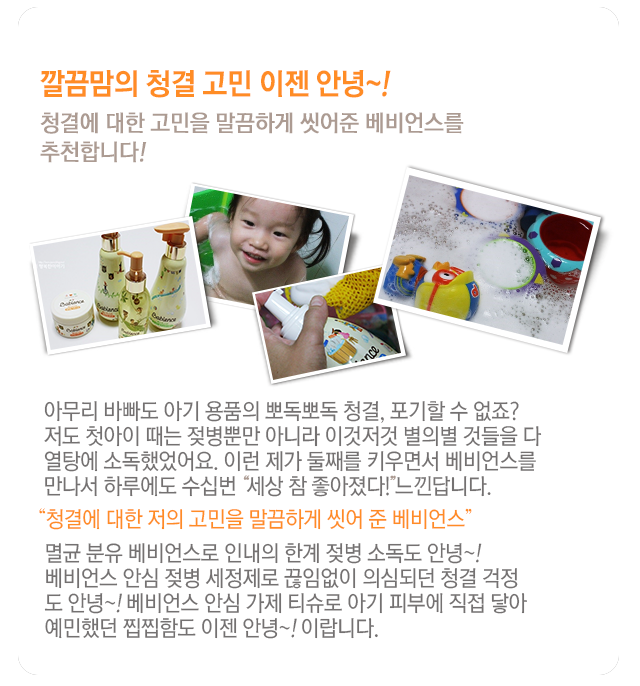 깔끔맘의 청결 고민 이젠 안녕~!
청결에 대한 고민을 말끔하게 씻어준 베비언스를
추천합니다!
Babience
Babience
아무리 바빠도 아기 용품의 뽀독뽀독 청결, 포기할 수 없죠?
저도 첫아이 때는 젖병뿐만 아니라 이것저것 별의별 것들을 다
열탕에 소독했었어요. 이런 제가 둘째를 키우면서 베비언스를
만나서 하루에도 수십번 “세상 참 좋아졌다!”느낀답니다.
“청결에 대한 저의 고민을 말끔하게 씻어 준 베비언스”
멸균 분유 베비언스로 인내의 한계 젖병 소독도 안녕~!
베비언스 안심 젖병 세정제로 끊임없이 의심되던 청결 걱정
도 안녕~! 베비언스 안심 가제 티슈로 아기 피부에 직접 닿아
예민했던 찝찝함도 이젠 안녕~! 이랍니다.